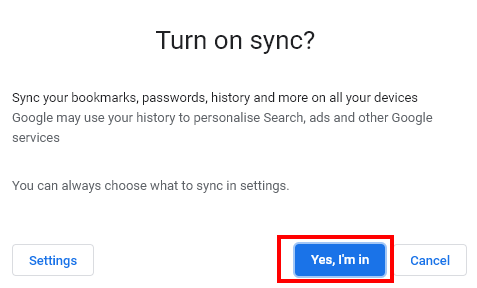 Turn on sync?
Sync your bookmarks, passwords, history and more on all your devices
Google may use your history to personalise Search, ads and other Google
services
You can always choose what to sync in settings.
Settings Yes, I'm in Cancel